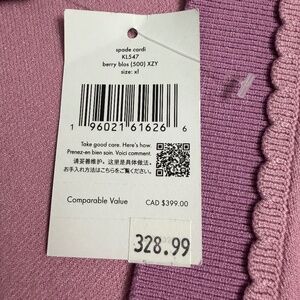 spade cardi
KL547
berry blos (500) XZY
size: xl
1 96021 61626 6
Take good care. Here's how.
Prenez-en bien soin. Voici comment.
请妥善维护。这里是具体做法。
お手入れ方法はこちらをご覧ください。
Comparable Value CAD $399.00
328.99